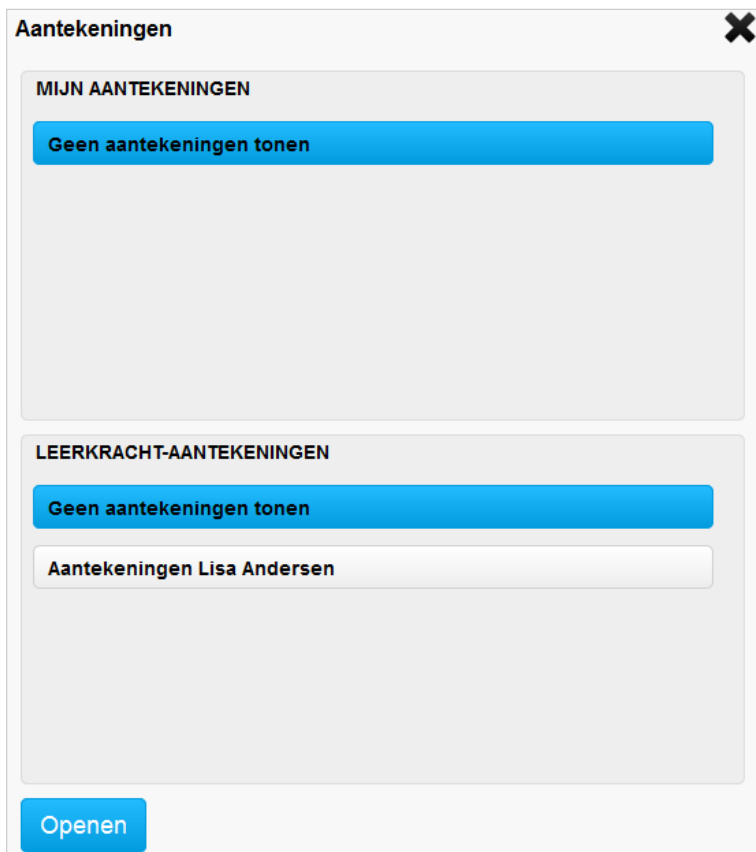 Aantekeningen
MIJN AANTEKENINGEN
Geen aantekeningen tonen
LEERKRACHT-AANTEKENINGEN
Geen aantekeningen tonen
Aantekeningen Lisa Andersen
Openen